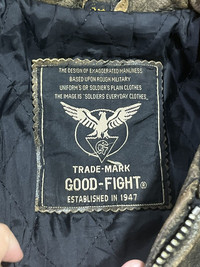 THE DESIGN OF EXAGGERATED MANLINESS
BASED UPON ROUGH MILITARY
UNIFORM'S OR SOLDIER'S PLAIN CLOTHES
THE IMAGE IS "SOLDIERS EVERYDAY CLOTHES."
TRADE-MARK
GOOD-FIGHT®
ESTABLISHED IN 1947